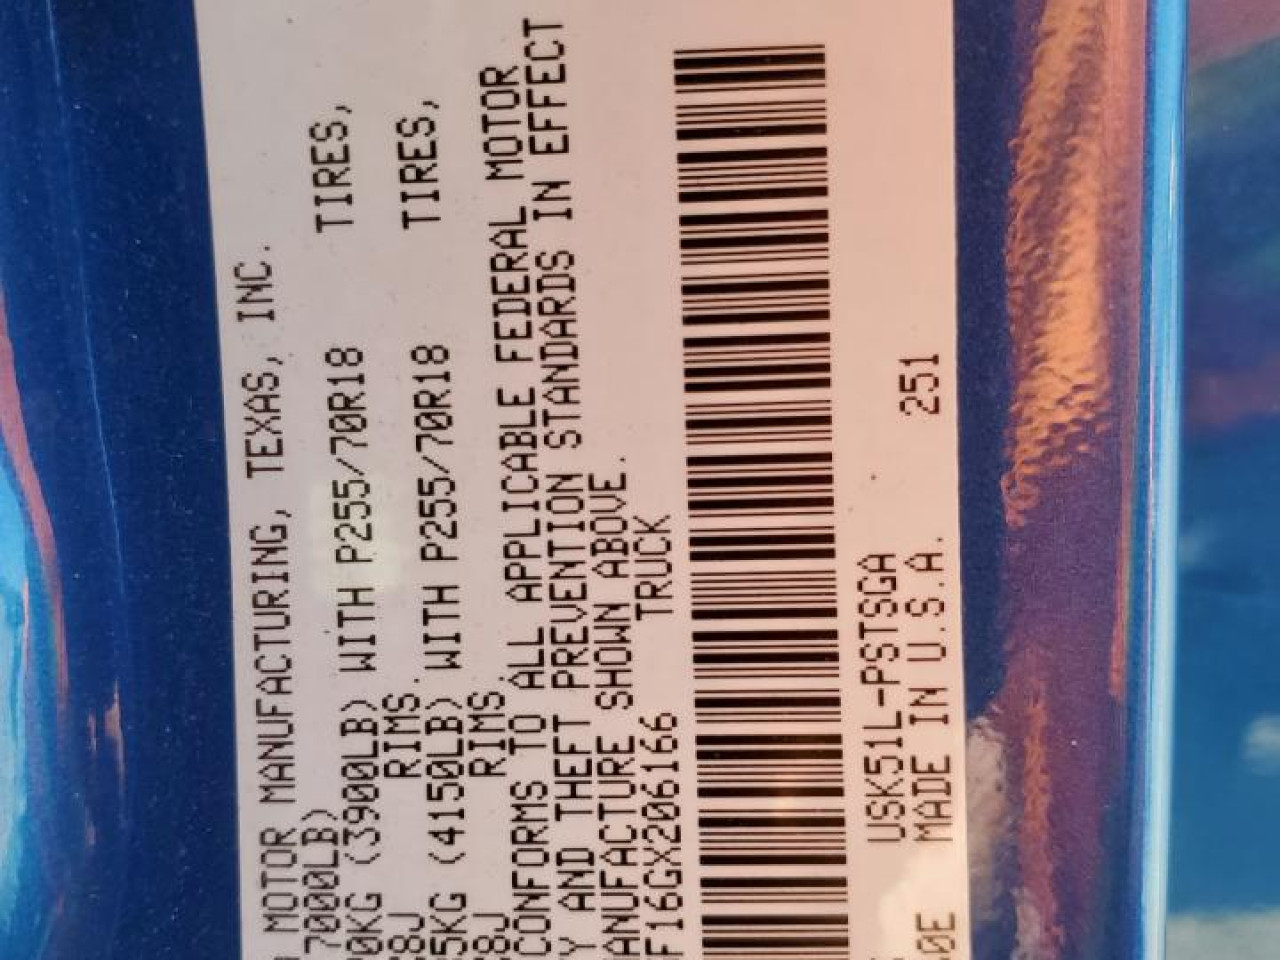 MOTOR MANUFACTURING, TEXAS, INC.
7000LB)
0KG (3900LB) WITH P255/70R18 TIRES,
8J RIMS.
5KG (4150LB) WITH P255/70R18 TIRES,
8J RIMS.
CONFORMS TO ALL APPLICABLE FEDERAL MOTOR
Y AND THEFT PREVENTION STANDARDS IN EFFECT
MANUFACTURE SHOWN ABOVE.
F16GX206166 TRUCK
USK51L-PSTSGA
0E MADE IN U.S.A. 251